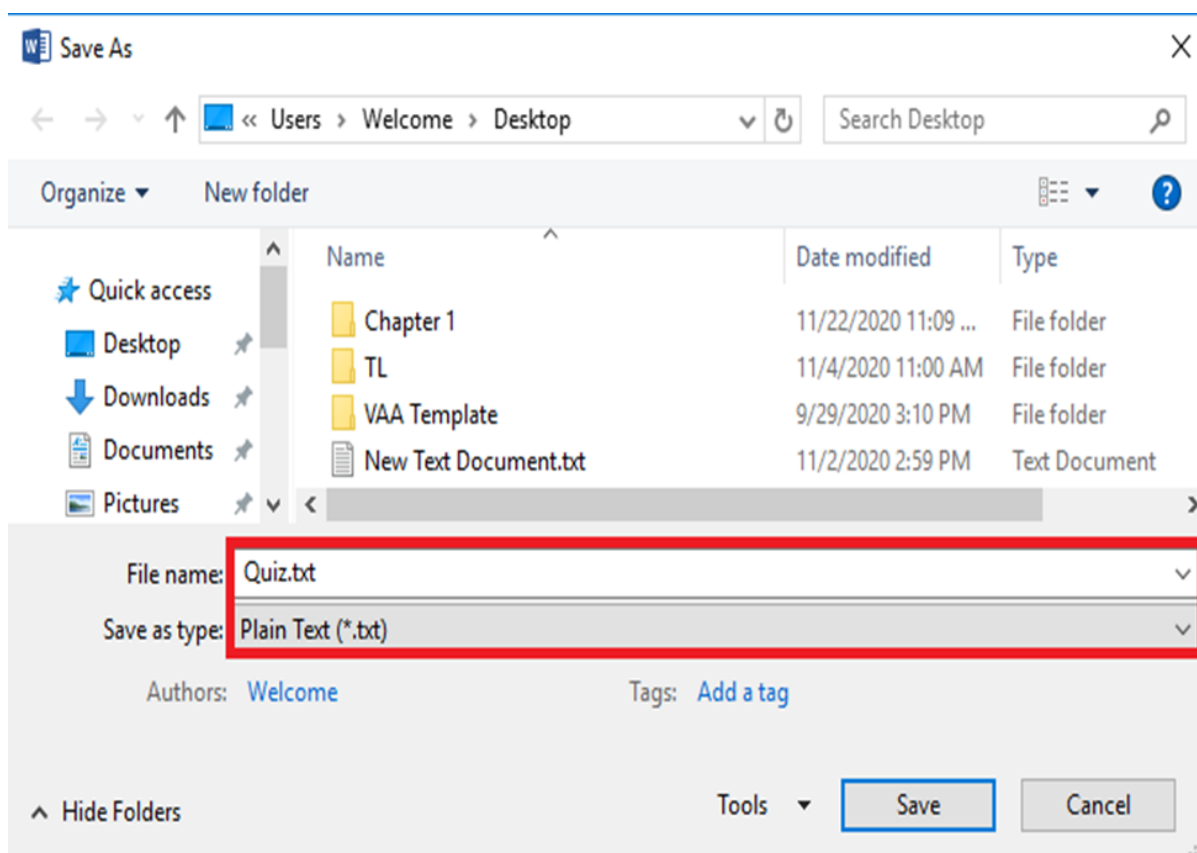 Save As
« Users › Welcome › Desktop
Search Desktop
Organize
New folder
Name Date modified Type
Quick access
Desktop
Downloads
Documents
Pictures
Chapter 1 11/22/2020 11:09 ... File folder
TL 11/4/2020 11:00 AM File folder
VAA Template 9/29/2020 3:10 PM File folder
New Text Document.txt 11/2/2020 2:59 PM Text Document
File name: Quiz.txt
Save as type: Plain Text (*.txt)
Authors: Welcome Tags: Add a tag
Hide Folders Tools Save Cancel